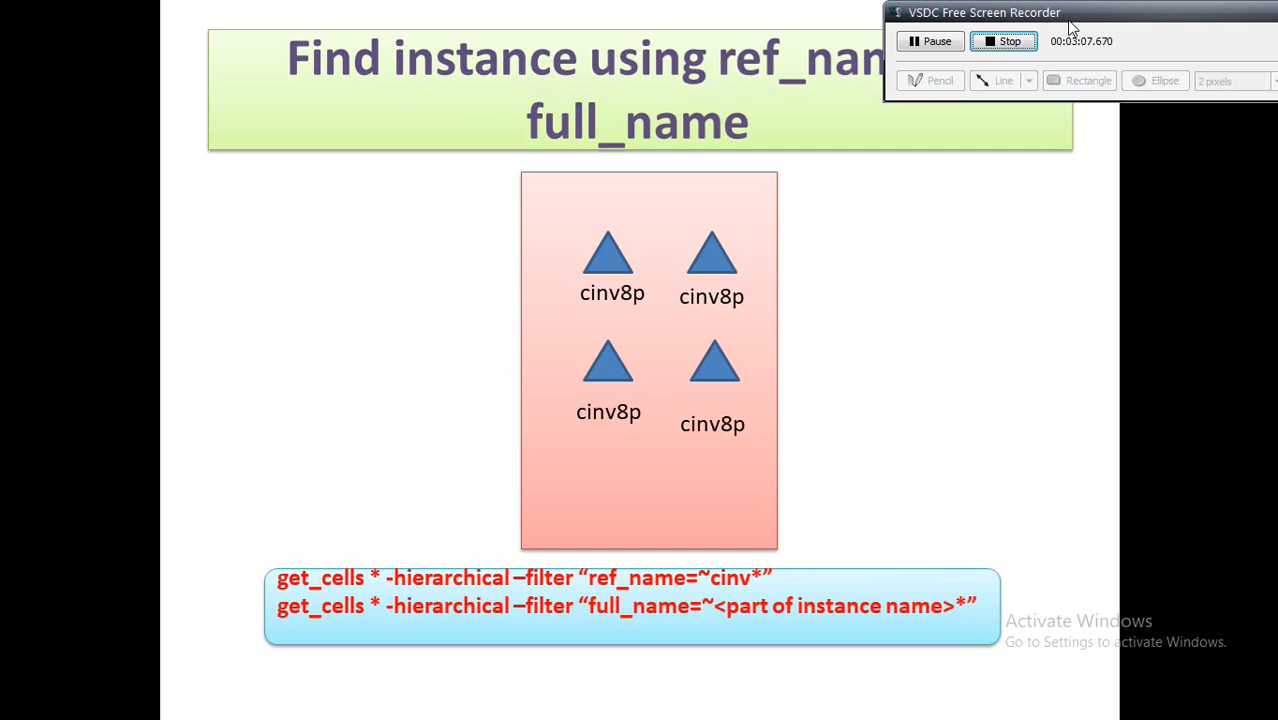 VSDC Free Screen Recorder
Pause
Stop
00:03:07.670
Pencil
Line
Rectangle
Ellipse
2 pixels
Find instance using
full_name
cinv8p
cinv8p
cinv8p
cinv8p
get_cells * -hierarchical –filter “ref_name=~cinv*”
get_cells * -hierarchical –filter “full_name=~<part of instance name>*”
Activate Windows
Go to Settings to activate Windows.